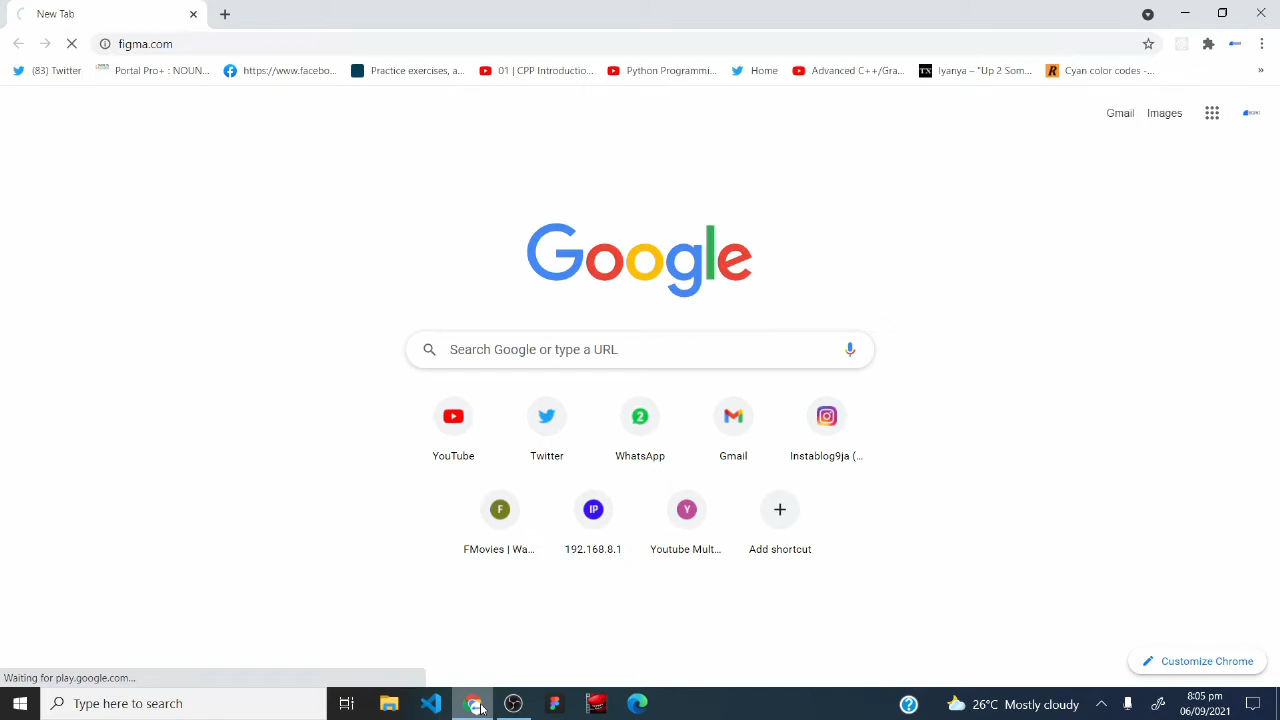 New Tab
figma.com
(83) Twitter
Portal Pro+ : NOUN...
https://www.facebo...
Practice exercises, a...
01 | CPP Introductio...
Python Programmi...
Home
Advanced C++/Gra...
TX
Iyanya – "Up 2 Som...
R
Cyan color codes -...
»
Gmail
Images
Google
Search Google or type a URL
YouTube
Twitter
2
WhatsApp
Gmail
Instablog9ja (...
F
FMovies | Wa...
IP
192.168.8.1
Y
Youtube Mult...
Add shortcut
Customize Chrome
Waiting for play.google.com...
Type here to search
26°C Mostly cloudy
8:05 pm
06/09/2021